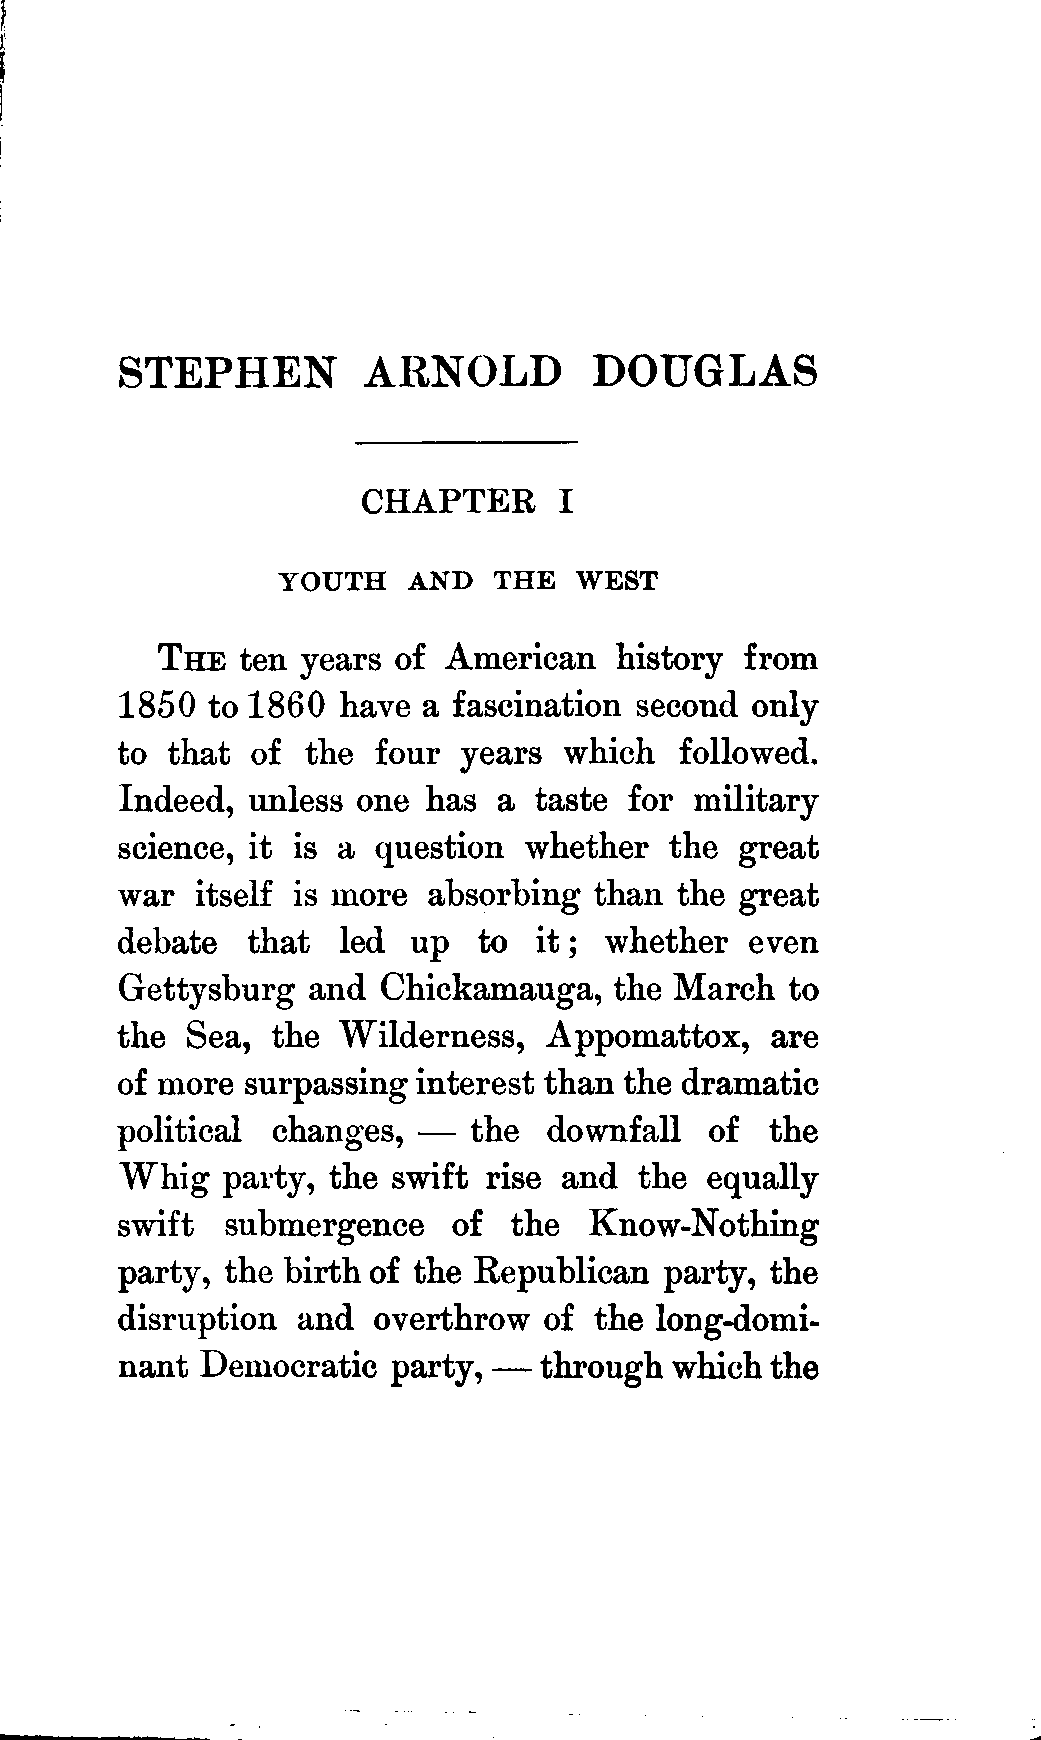 STEPHEN ARNOLD DOUGLAS
CHAPTER I
YOUTH AND THE WEST
THE ten years of American history from
1850 to 1860 have a fascination second only
to that of the four years which followed.
Indeed, unless one has a taste for military
science, it is a question whether the great
war itself is more absorbing than the great
debate that led up to it; whether even
Gettysburg and Chickamauga, the March to
the Sea, the Wilderness, Appomattox, are
of more surpassing interest than the dramatic
political changes, — the downfall of the
Whig party, the swift rise and the equally
swift submergence of the Know-Nothing
party, the birth of the Republican party, the
disruption and overthrow of the long-domi-
nant Democratic party, — through which the